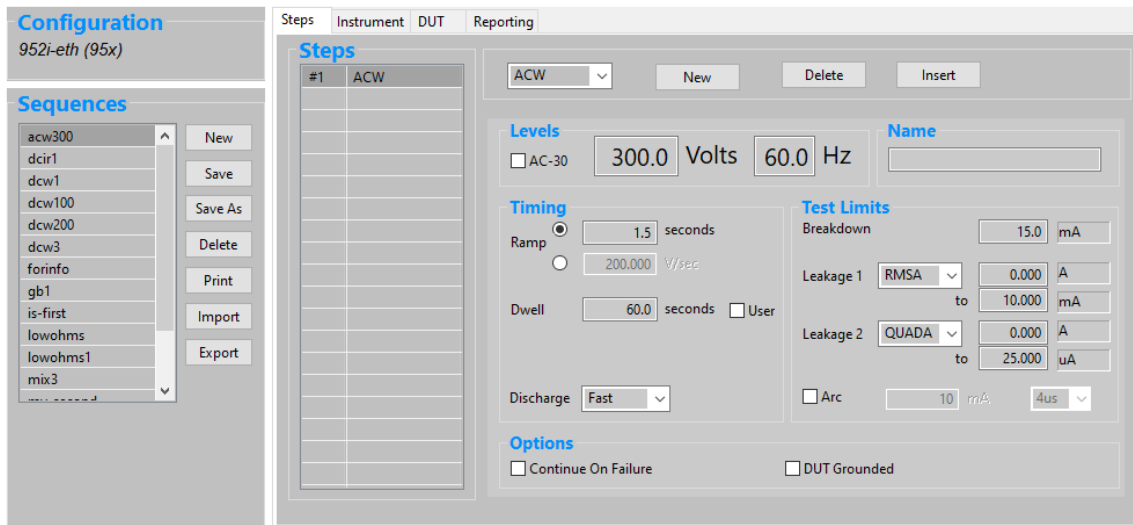 Configuration
952i-eth (95x)
Sequences
acw300
dcir1
dcw1
dcw100
dcw200
dcw3
forinfo
gb1
is-first
lowohms
lowohms1
mix3
New
Save
Save As
Delete
Print
Import
Export
Steps Instrument DUT Reporting
Steps
#1 ACW
ACW New Delete Insert
Levels
AC-30 300.0 Volts 60.0 Hz
Name
Timing
Ramp 1.5 seconds
200.000 V/sec
Dwell 60.0 seconds User
Discharge Fast
Test Limits
Breakdown 15.0 mA
Leakage 1 RMSA 0.000 A
to 10.000 mA
Leakage 2 QUADA 0.000 A
to 25.000 uA
Arc 10 mA 4us
Options
Continue On Failure DUT Grounded